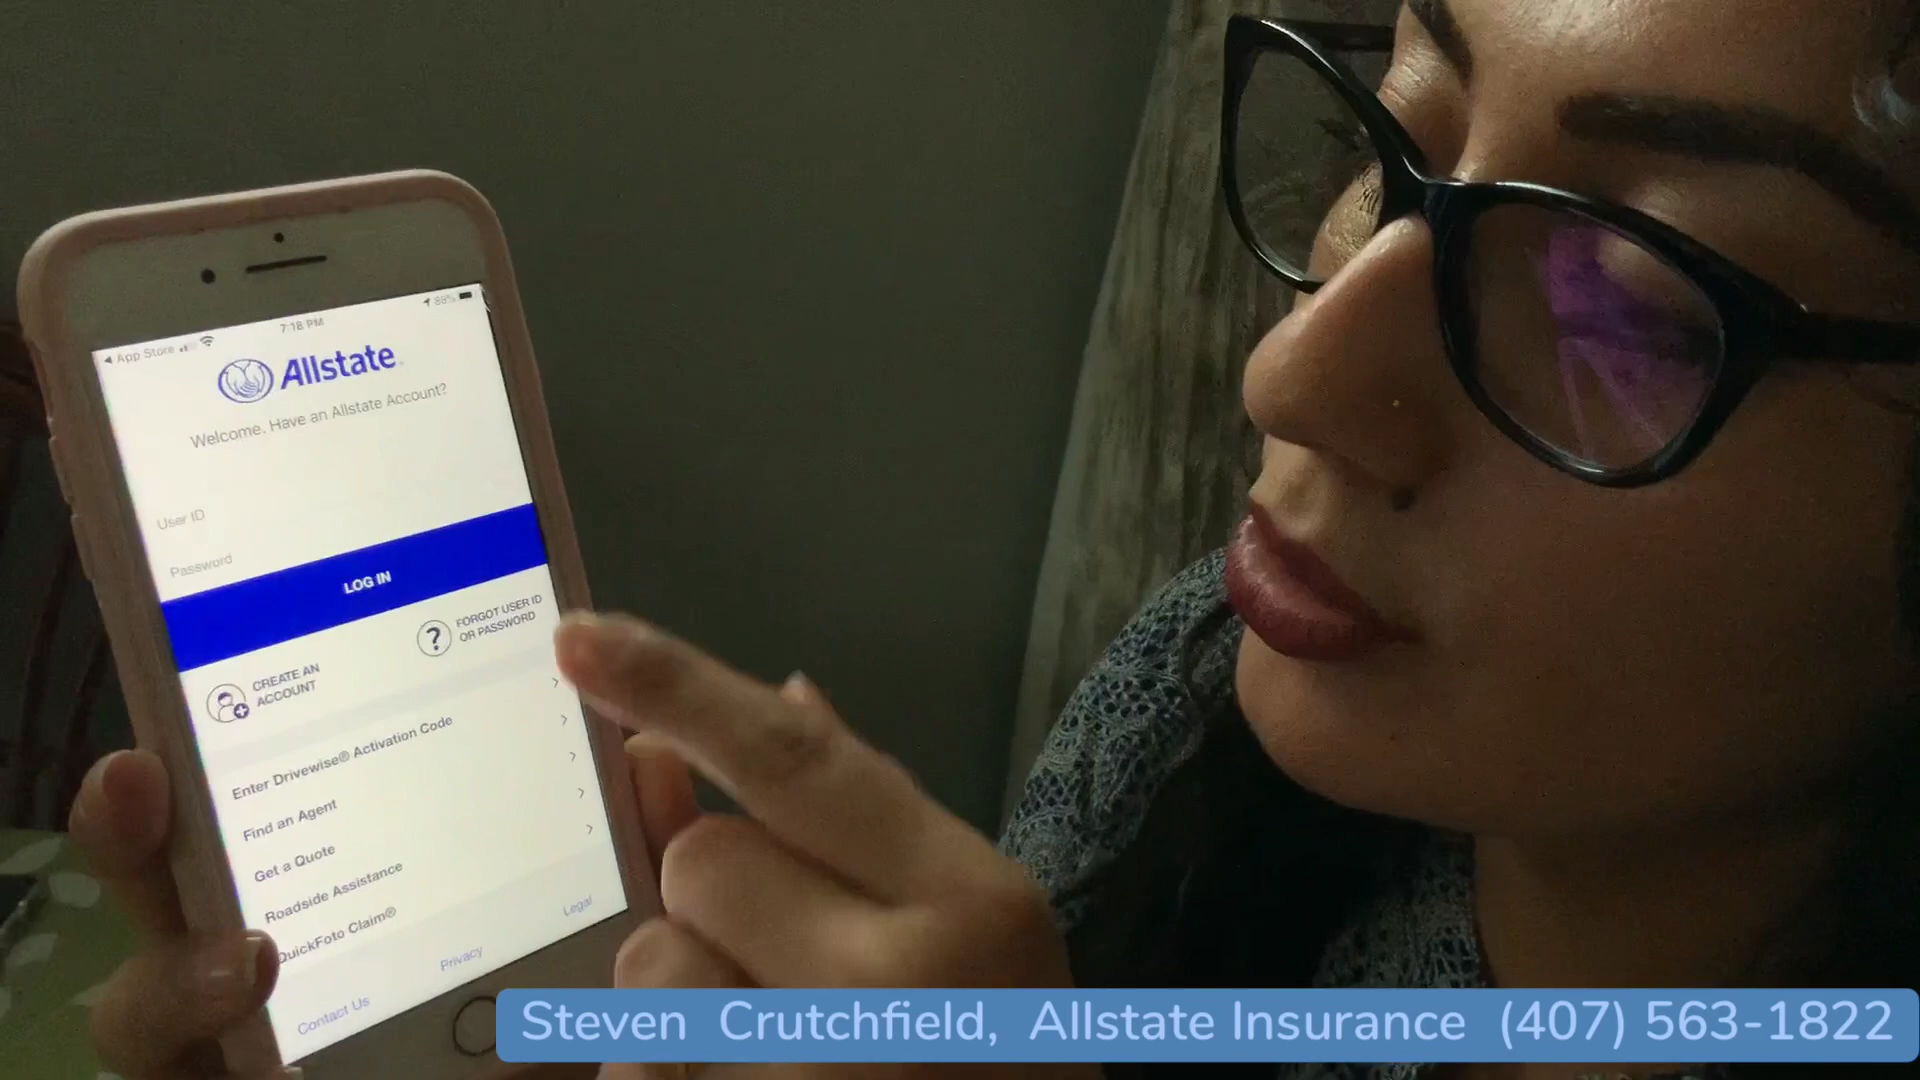 App Store
7:18 PM
88%
Allstate
Welcome. Have an Allstate Account?
User ID
Password
LOG IN
FORGOT USER ID
OR PASSWORD
CREATE AN
ACCOUNT
Enter Drivewise® Activation Code
Find an Agent
Get a Quote
Roadside Assistance
QuickFoto Claim®
Contact Us
Privacy
Legal
Steven Crutchfield, Allstate Insurance (407) 563-1822